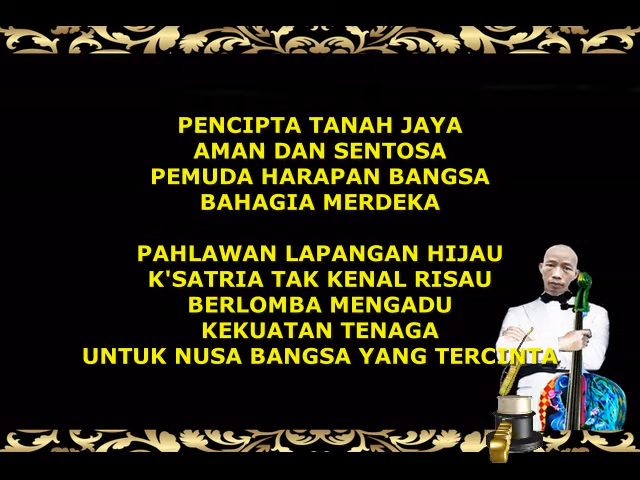 PENCIPTA TANAH JAYA
AMAN DAN SENTOSA
PEMUDA HARAPAN BANGSA
BAHAGIA MERDEKA
PAHLAWAN LAPANGAN HIJAU
K'SATRIA TAK KENAL RISAU
BERLOMBA MENGADU
KEKUATAN TENAGA
UNTUK NUSA BANGSA YANG TERCINTA